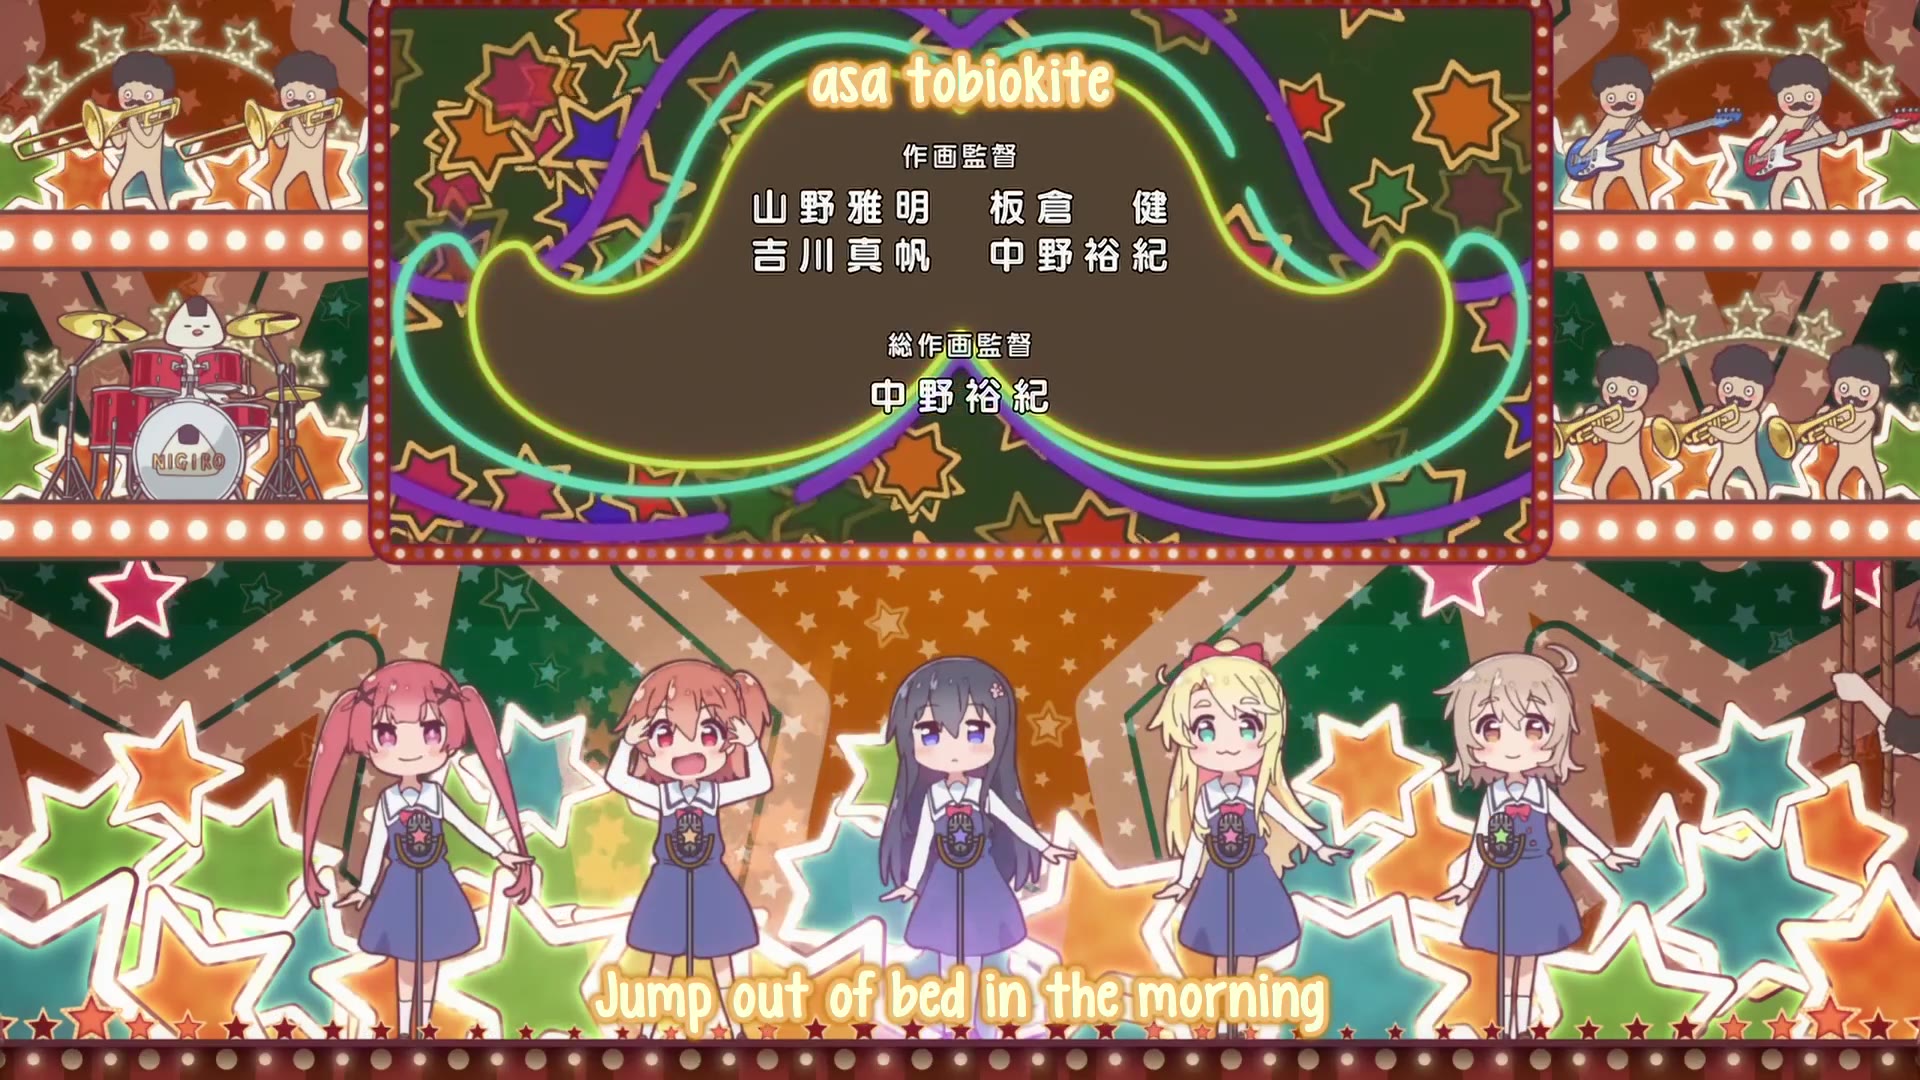 asa tobiokite
作画監督
山野雅明 板倉 健
吉川真帆 中野裕紀
総作画監督
中野裕紀
NIGIRO
Jump out of bed in the morning